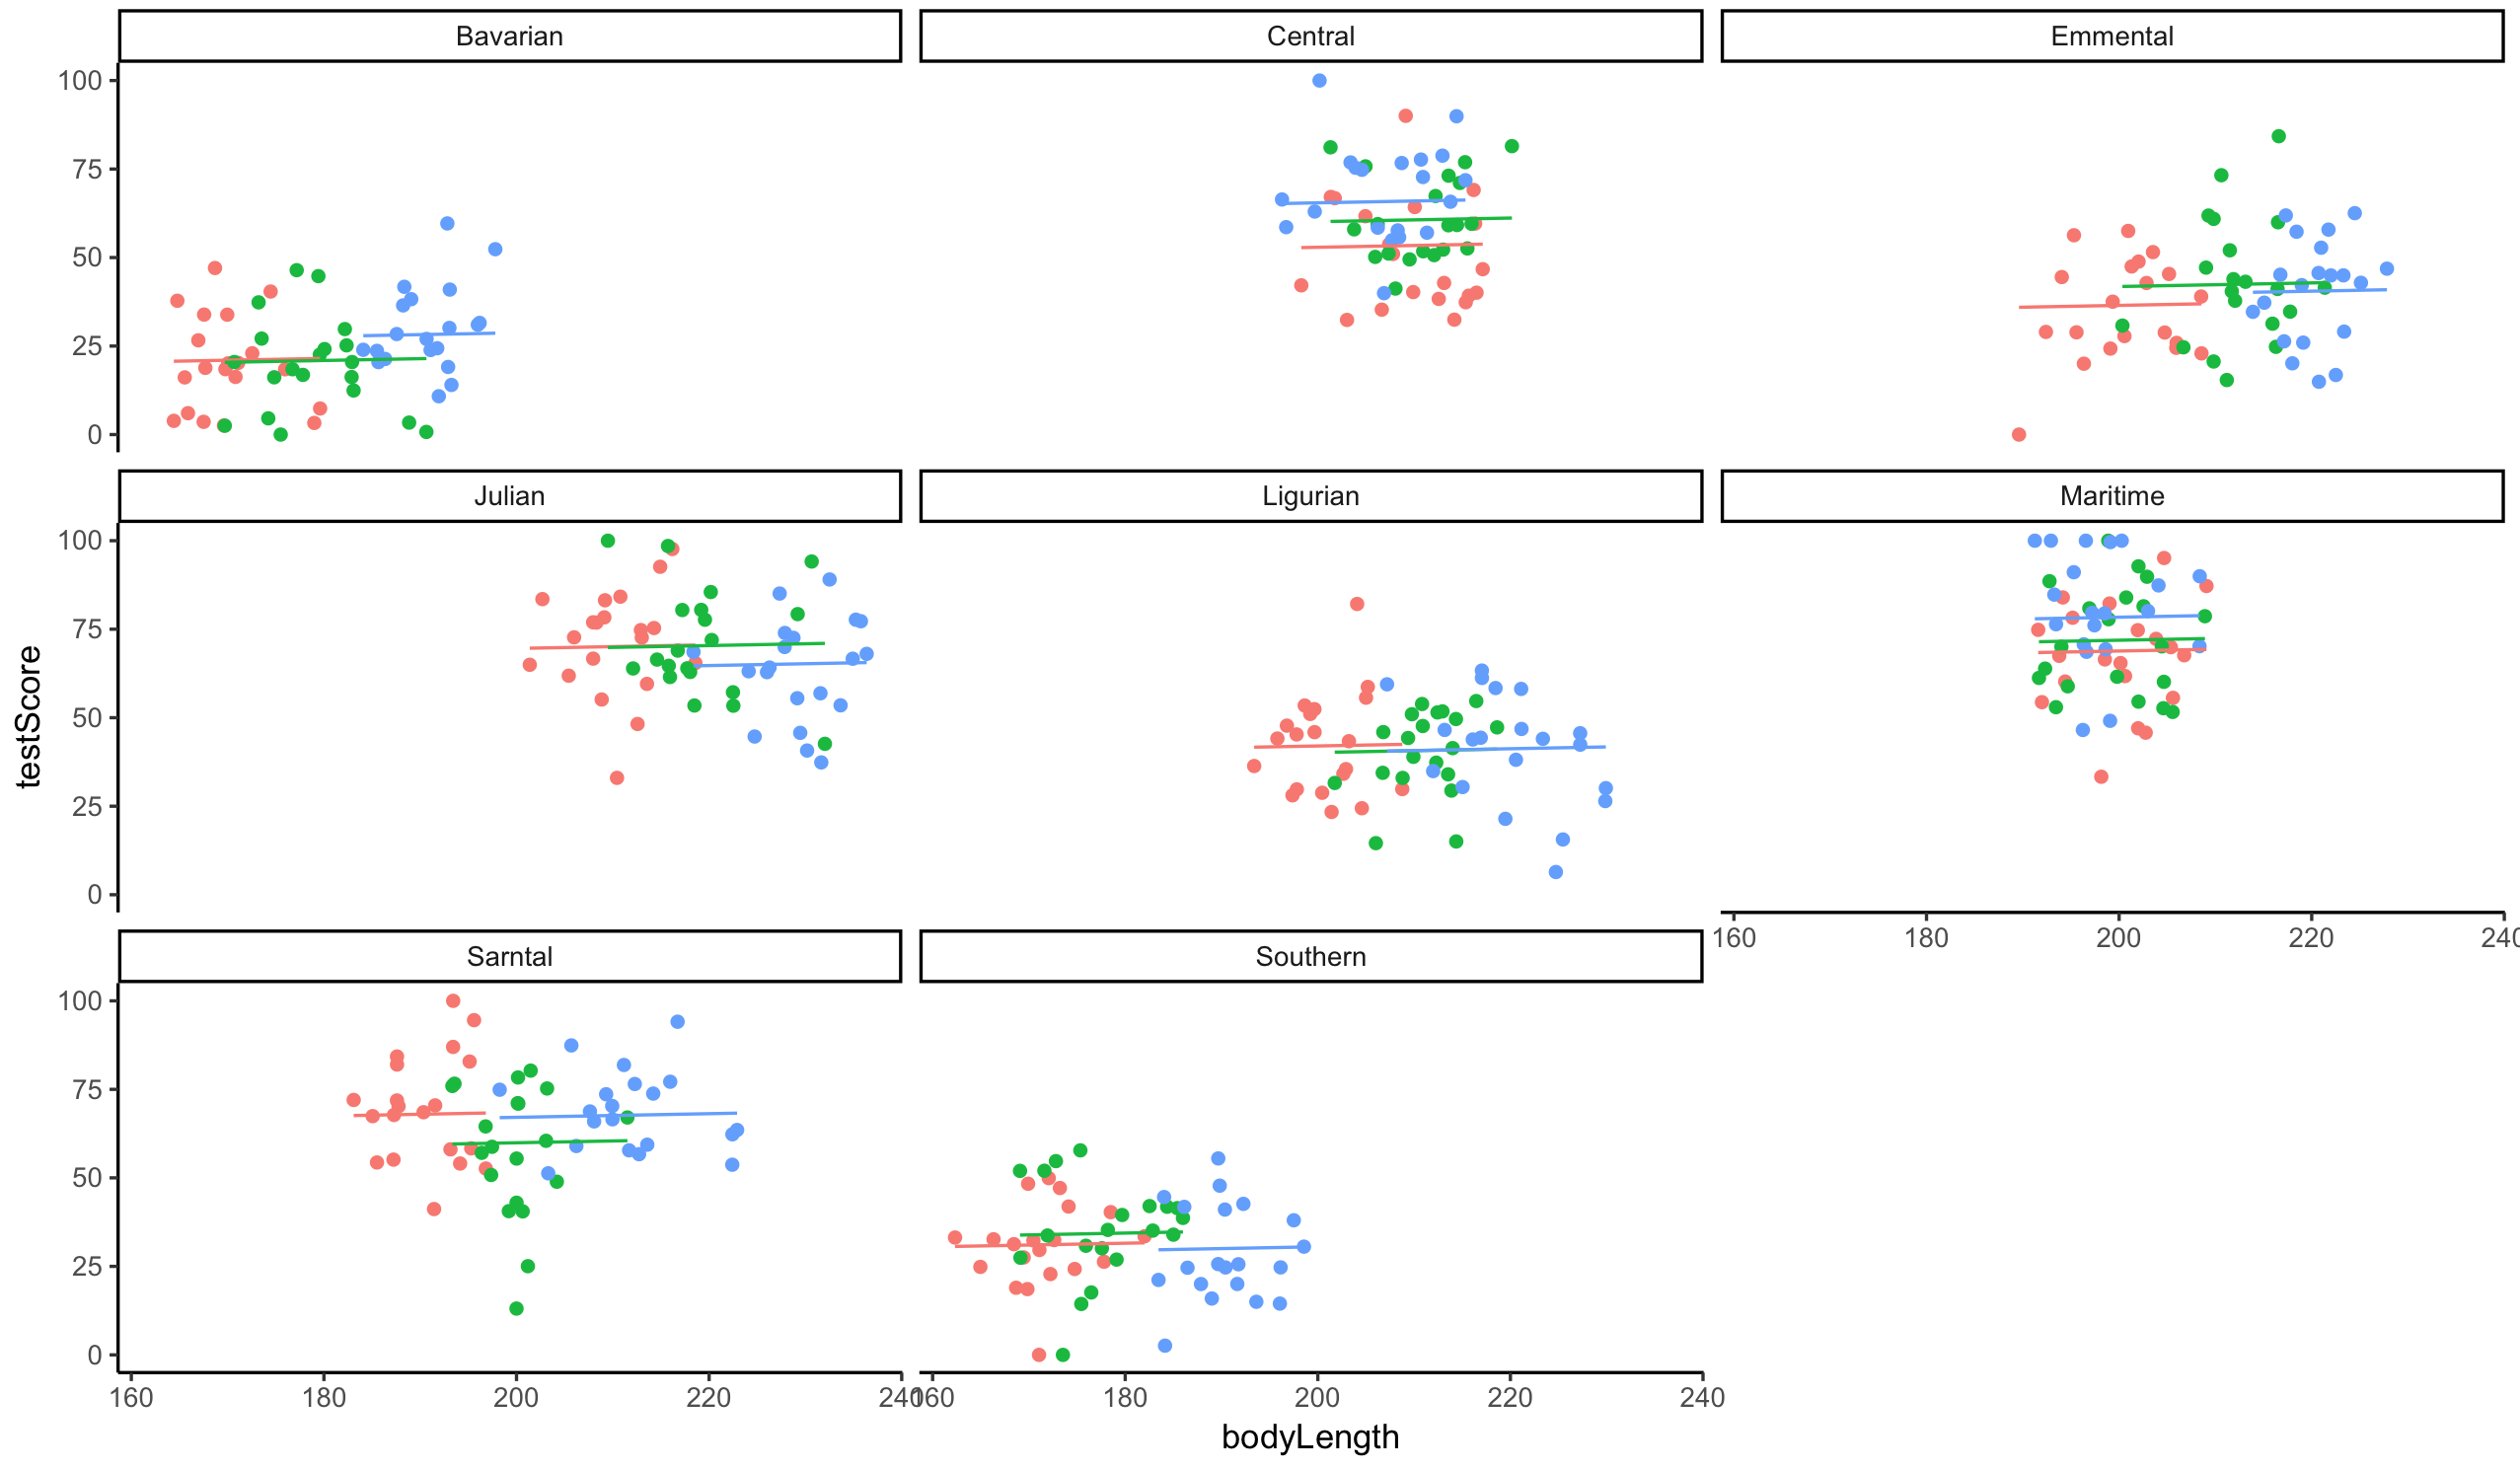 Bavarian Central Emmental
100
75
50
25
0
Julian Ligurian Maritime
100
75
50
25
0
160 180 200 220 240
Sarntal Southern
100
75
50
25
0
160 180 200 220 240 160 180 200 220 240
bodyLength
testScore